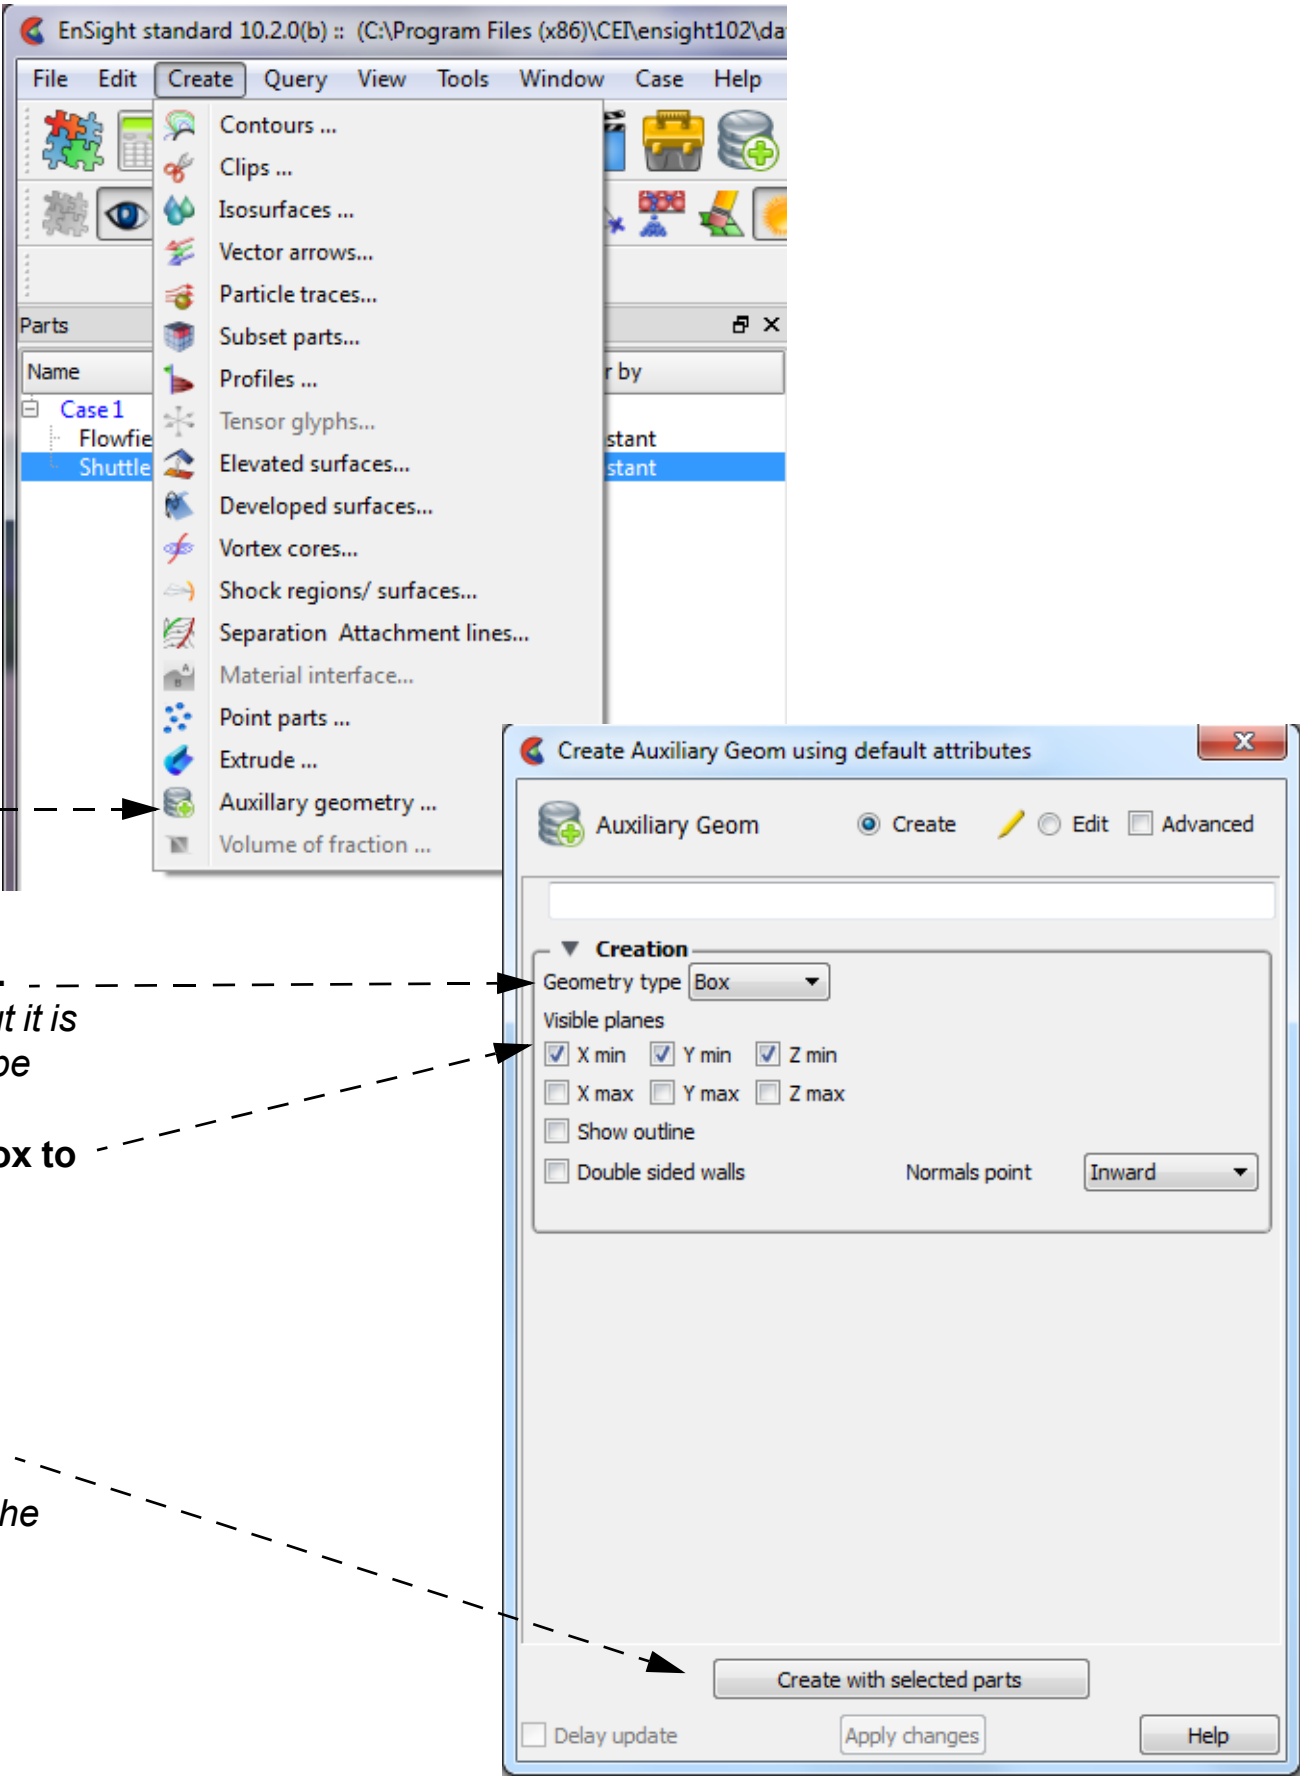 EnSight standard 10.2.0(b) :: (C:\Program Files (x86)\CEI\ensight102\da
File Edit Create Query View Tools Window Case Help
Contours ...
Clips ...
Isosurfaces ...
Vector arrows...
Particle traces...
Subset parts...
Profiles ...
Tensor glyphs...
Elevated surfaces...
Developed surfaces...
Vortex cores...
Shock regions/ surfaces...
Separation Attachment lines...
Material interface...
Point parts ...
Extrude ...
Auxillary geometry ...
Volume of fraction ...
Parts
Name r by
Case 1
Flowfie stant
Shuttle stant
Create Auxiliary Geom using default attributes
Auxiliary Geom Create Edit Advanced
Creation
Geometry type Box
Visible planes
X min Y min Z min
X max Y max Z max
Show outline
Double sided walls Normals point Inward
Create with selected parts
Delay update Apply changes Help
.
it is
ox to
he